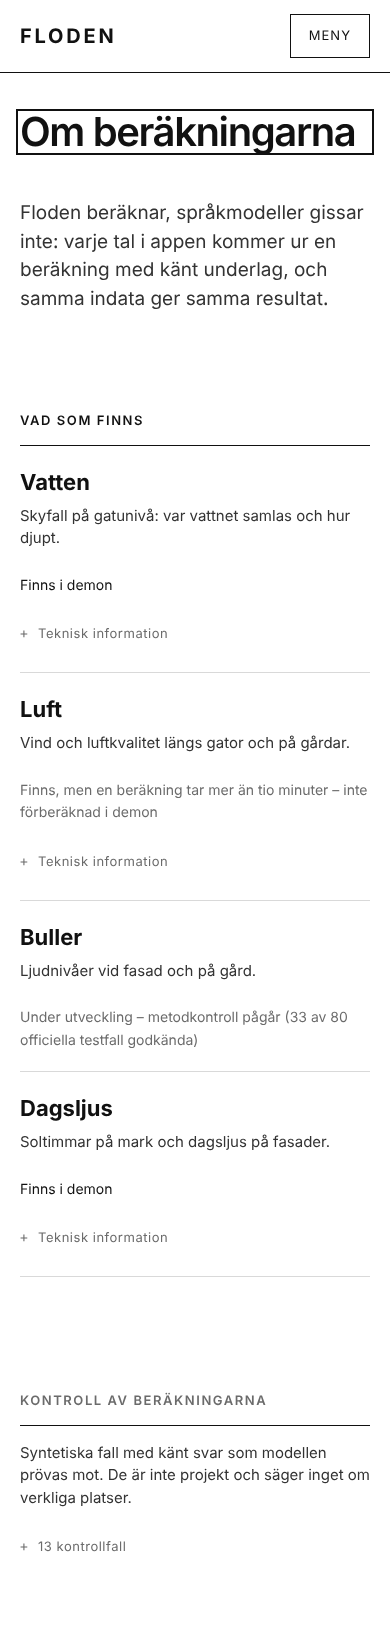 FLODEN
MENY
Om beräkningarna
Floden beräknar, språkmodeller gissar
inte: varje tal i appen kommer ur en
beräkning med känt underlag, och
samma indata ger samma resultat.
VAD SOM FINNS
Vatten
Skyfall på gatunivå: var vattnet samlas och hur
djupt.
Finns i demon
+ Teknisk information
Luft
Vind och luftkvalitet längs gator och på gårdar.
Finns, men en beräkning tar mer än tio minuter – inte
förberäknad i demon
+ Teknisk information
Buller
Ljudnivåer vid fasad och på gård.
Under utveckling – metodkontroll pågår (33 av 80
officiella testfall godkända)
Dagsljus
Soltimmar på mark och dagsljus på fasader.
Finns i demon
+ Teknisk information
KONTROLL AV BERÄKNINGARNA
Syntetiska fall med känt svar som modellen
prövas mot. De är inte projekt och säger inget om
verkliga platser.
+ 13 kontrollfall